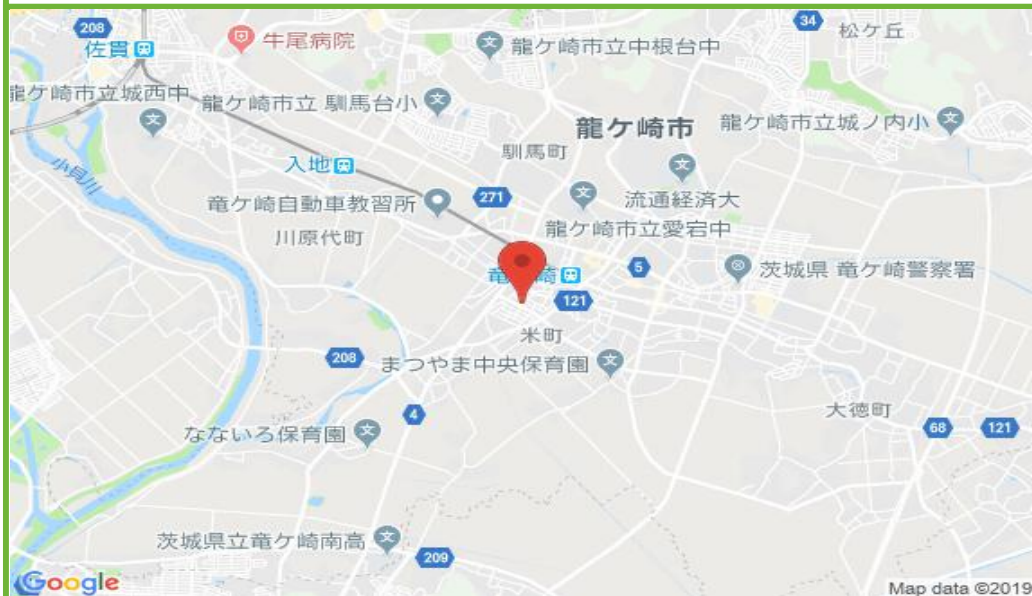 208
34
松ケ丘
佐貫
牛尾病院
龍ケ崎市立中根台中
龍ケ崎市立城西中
龍ケ崎市立 馴馬台小
龍ケ崎市
龍ケ崎市立城ノ内小
馴馬町
入地
小貝川
竜ケ崎自動車教習所
271
流通経済大
川原代町
龍ケ崎市立愛宕中
5
茨城県 竜ケ崎警察署
121
米町
208
まつやま中央保育園
4
大徳町
68
121
なないろ保育園
茨城県立竜ケ崎南高
209
Google
Map data ©2019